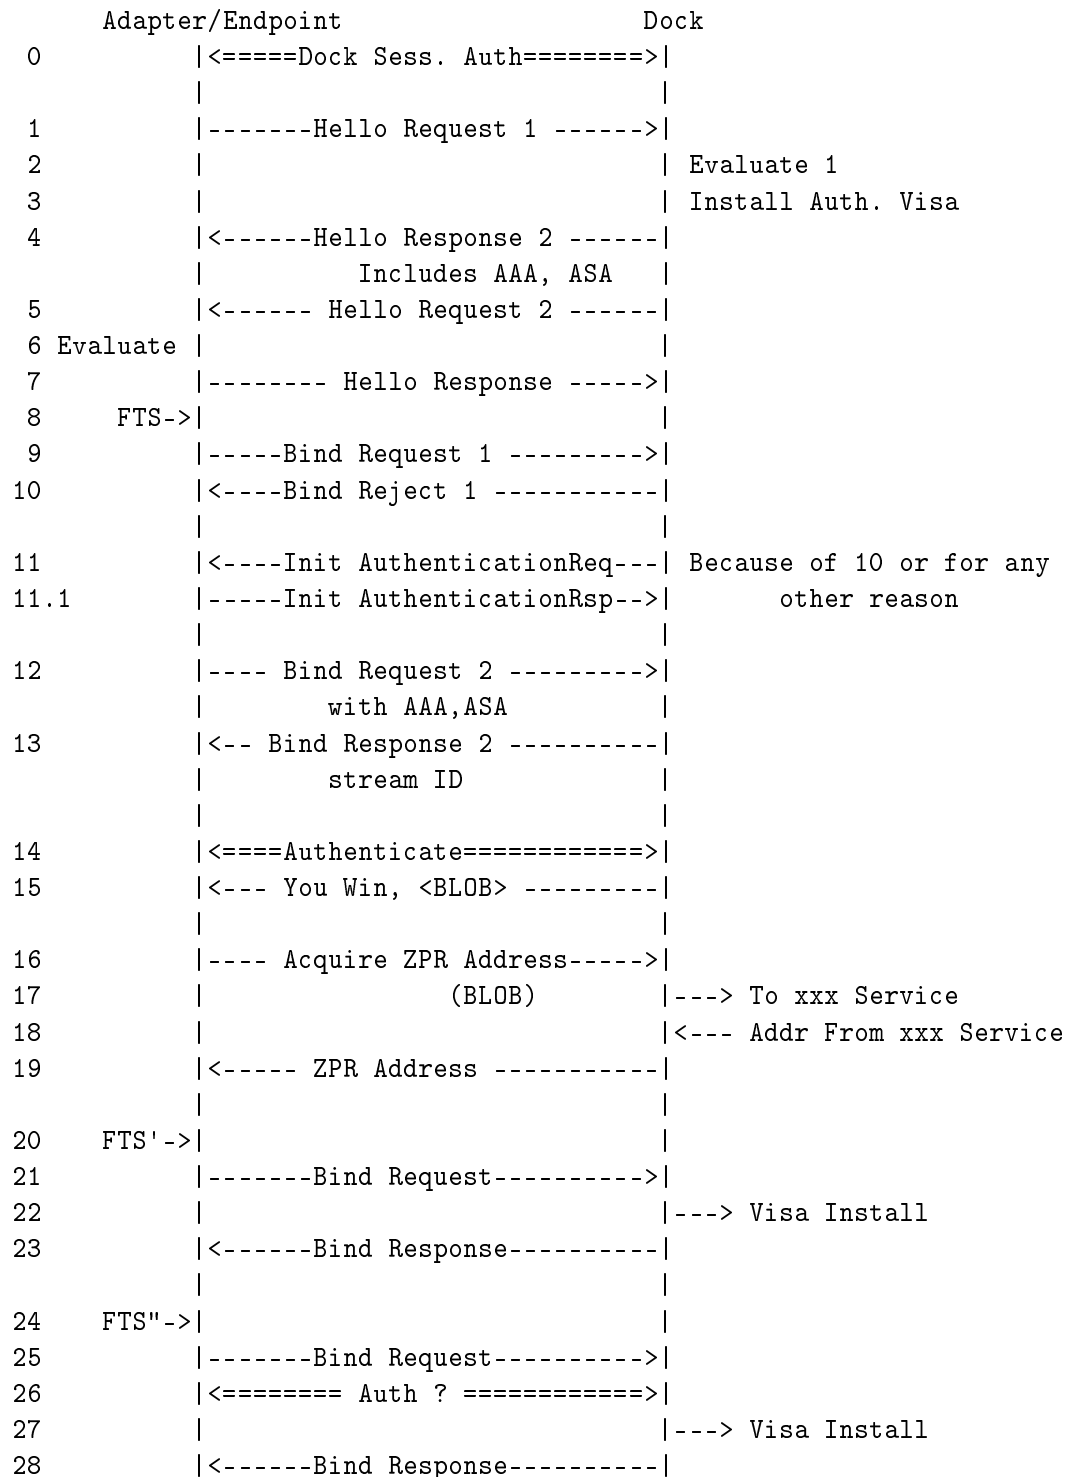 Adapter/Endpoint                    Dock
 0          |<=====Dock Sess. Auth========>|
            |                              |
 1          |-------Hello Request 1 ------>|
 2          |                              | Evaluate 1
 3          |                              | Install Auth. Visa
 4          |<------Hello Response 2 ------|
            |          Includes AAA, ASA   |
 5          |<------ Hello Request 2 ------|
 6 Evaluate |                              |
 7          |-------- Hello Response ----->|
 8     FTS->|                              |
 9          |-----Bind Request 1 --------->|
10          |<----Bind Reject 1 -----------|
            |                              |
11          |<----Init AuthenticationReq---| Because of 10 or for any
11.1        |-----Init AuthenticationRsp-->|       other reason
            |                              |
12          |---- Bind Request 2 --------->|
            |        with AAA,ASA          |
13          |<-- Bind Response 2 ----------|
            |        stream ID             |
            |                              |
14          |<====Authenticate============>|
15          |<--- You Win, <BLOB> ---------|
            |                              |
16          |---- Acquire ZPR Address----->|
17          |                (BLOB)        |---> To xxx Service
18          |                              |<--- Addr From xxx Service
19          |<----- ZPR Address -----------|
            |                              |
20    FTS'->|                              |
21          |-------Bind Request---------->|
22          |                              |---> Visa Install
23          |<------Bind Response----------|
            |                              |
24    FTS"->|                              |
25          |-------Bind Request---------->|
26          |<======== Auth ? ============>|
27          |                              |---> Visa Install
28          |<------Bind Response----------|